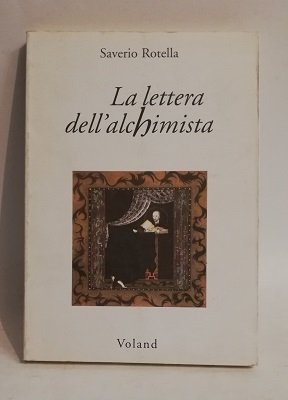 Saverio Rotella
La lettera
dell'alchimista
Voland